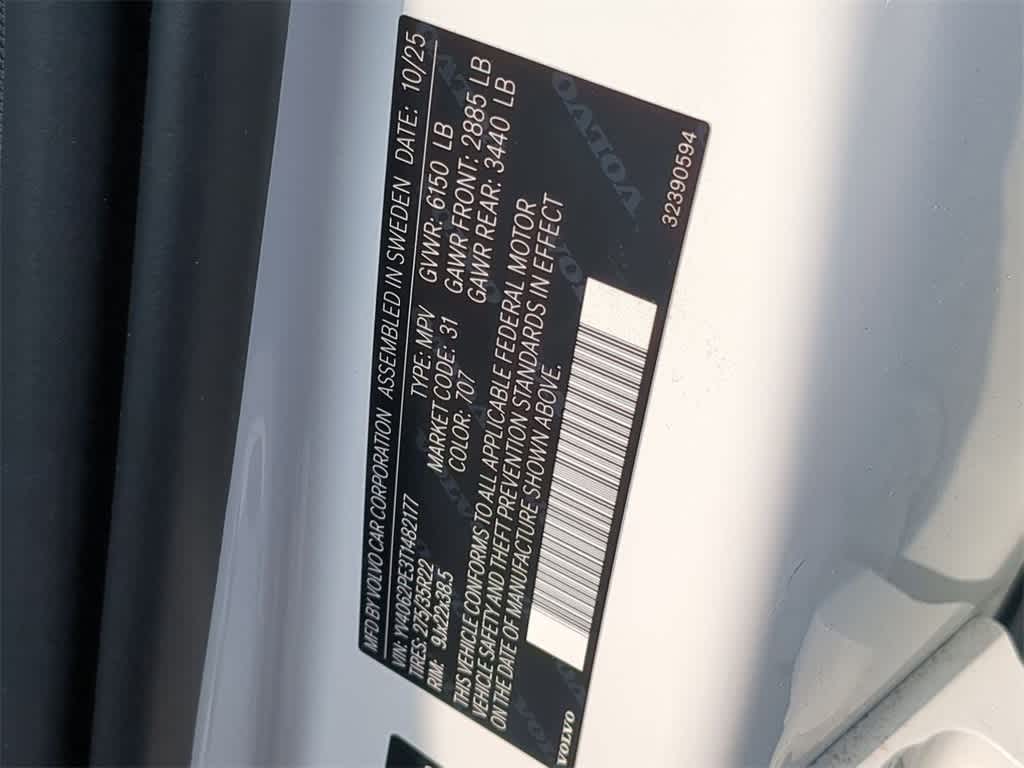 MFD BY VOLVO CAR CORPORATION ASSEMBLED IN SWEDEN DATE: 10/25
VIN: YV4062PE3T1482177 TYPE: MPV GVWR: 6150 LB
TIRES: 275/35R22 MARKET CODE: 31 GAWR FRONT: 2885 LB
RIM: 9Jx22x38.5 COLOR: 707 GAWR REAR: 3440 LB
THIS VEHICLE CONFORMS TO ALL APPLICABLE FEDERAL MOTOR
VEHICLE SAFETY AND THEFT PREVENTION STANDARDS IN EFFECT
ON THE DATE OF MANUFACTURE SHOWN ABOVE.
VOLVO
32390594